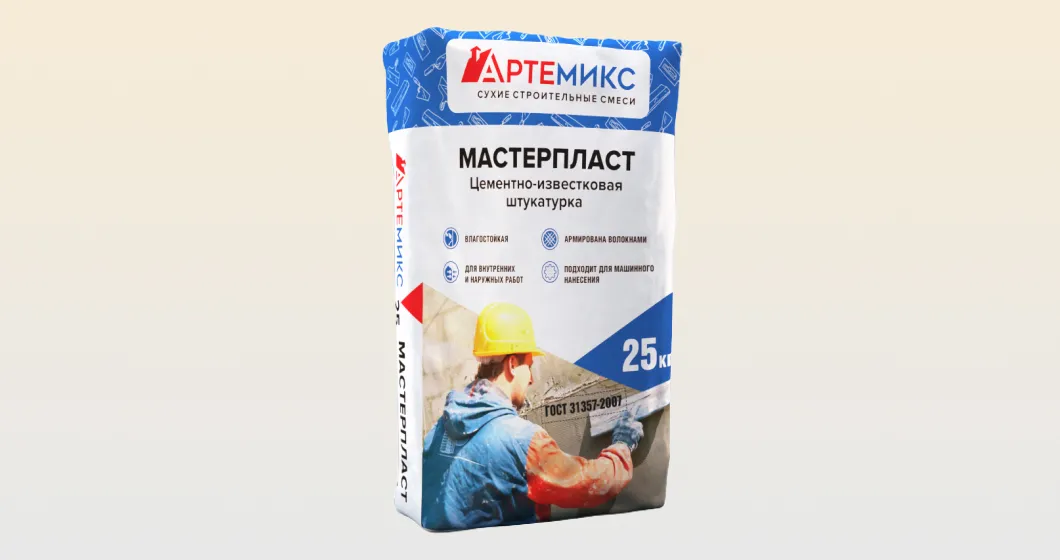 АРТЕМИКС
СУХИЕ СТРОИТЕЛЬНЫЕ СМЕСИ
МАСТЕРПЛАСТ
Цементно-известковая
штукатурка
ВЛАГОСТОЙКАЯ
АРМИРОВАНА ВОЛОКНАМИ
ДЛЯ ВНУТРЕННИХ
И НАРУЖНЫХ РАБОТ
ПОДХОДИТ ДЛЯ МАШИННОГО
НАНЕСЕНИЯ
25 кг
ГОСТ 31357-2007
АРТЕМИКС
25
МАСТЕРПЛАСТ